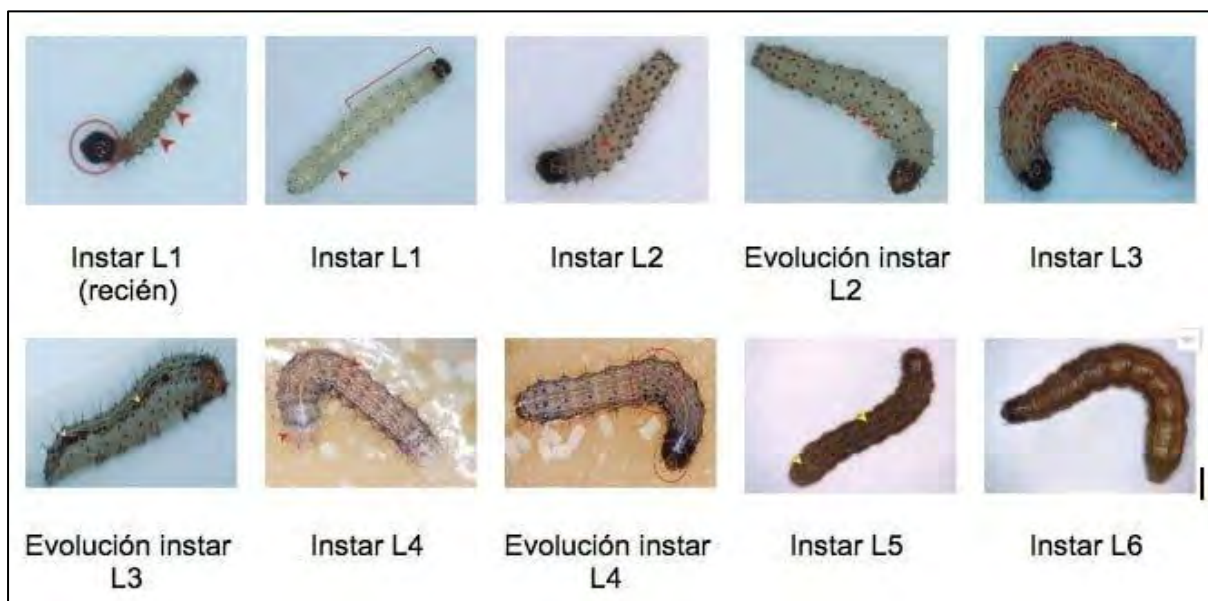 Instar L1
(recién)
Instar L1
Instar L2
Evolución instar
L2
Instar L3
Evolución instar
L3
Instar L4
Evolución instar
L4
Instar L5
Instar L6